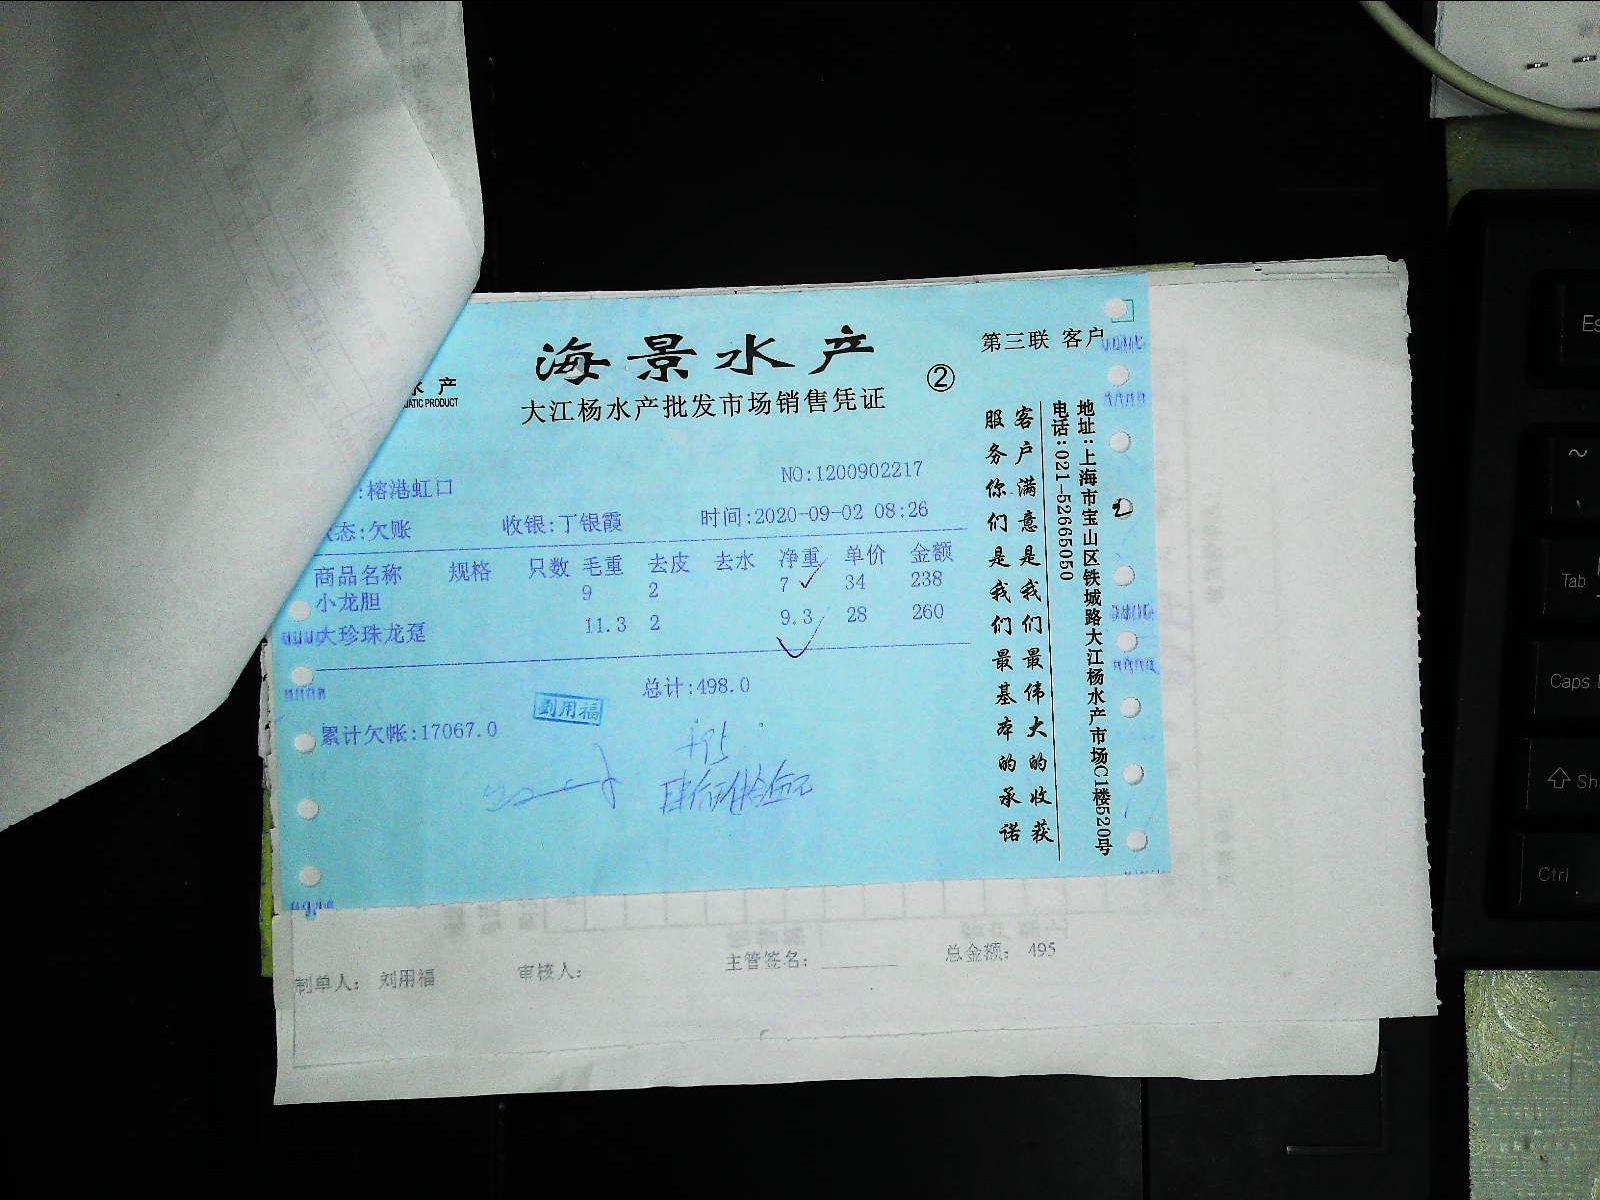 海景水产
大江杨水产批发市场销售凭证
②
第三联 客户
水 产
ATIC PRODUCT
:榕港虹口
NO:1200902217
态:欠账 收银:丁银霞 时间:2020-09-02 08:26
商品名称 规格 只数 毛重 去皮 去水 净重 单价 金额
小龙胆 9 2 7 34 238
大珍珠龙趸 11.3 2 9.3 28 260
总计:498.0
累计欠帐:17067.0
刘用福
495
客户满意是我们最伟大的收获
服务你们是我们最基本的承诺
地址:上海市宝山区铁城路大江杨水产市场C1楼520号
电话:021-52665050
制单人: 刘用福 审核人: 主管签名: 总金额: 495
Tab
Caps
Sh
Ctrl
Es